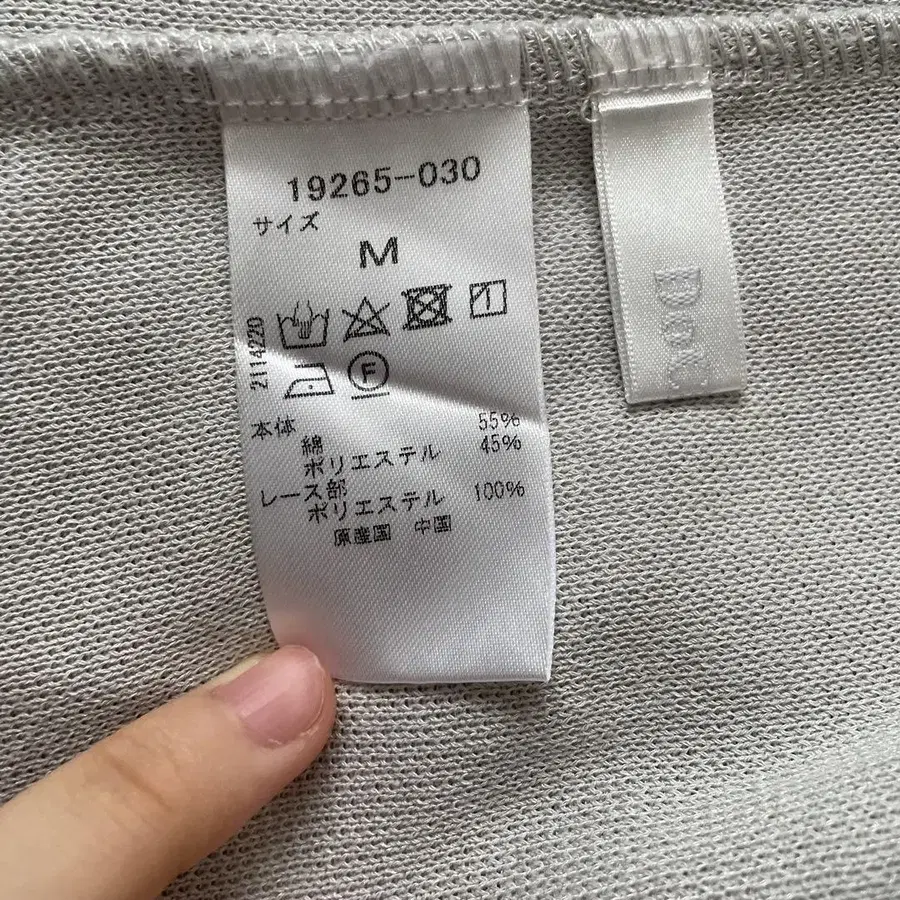 19265-030
サイズ
M
2114220
F
本体
綿 55%
ポリエステル 45%
レース部
ポリエステル 100%
原産国 中国